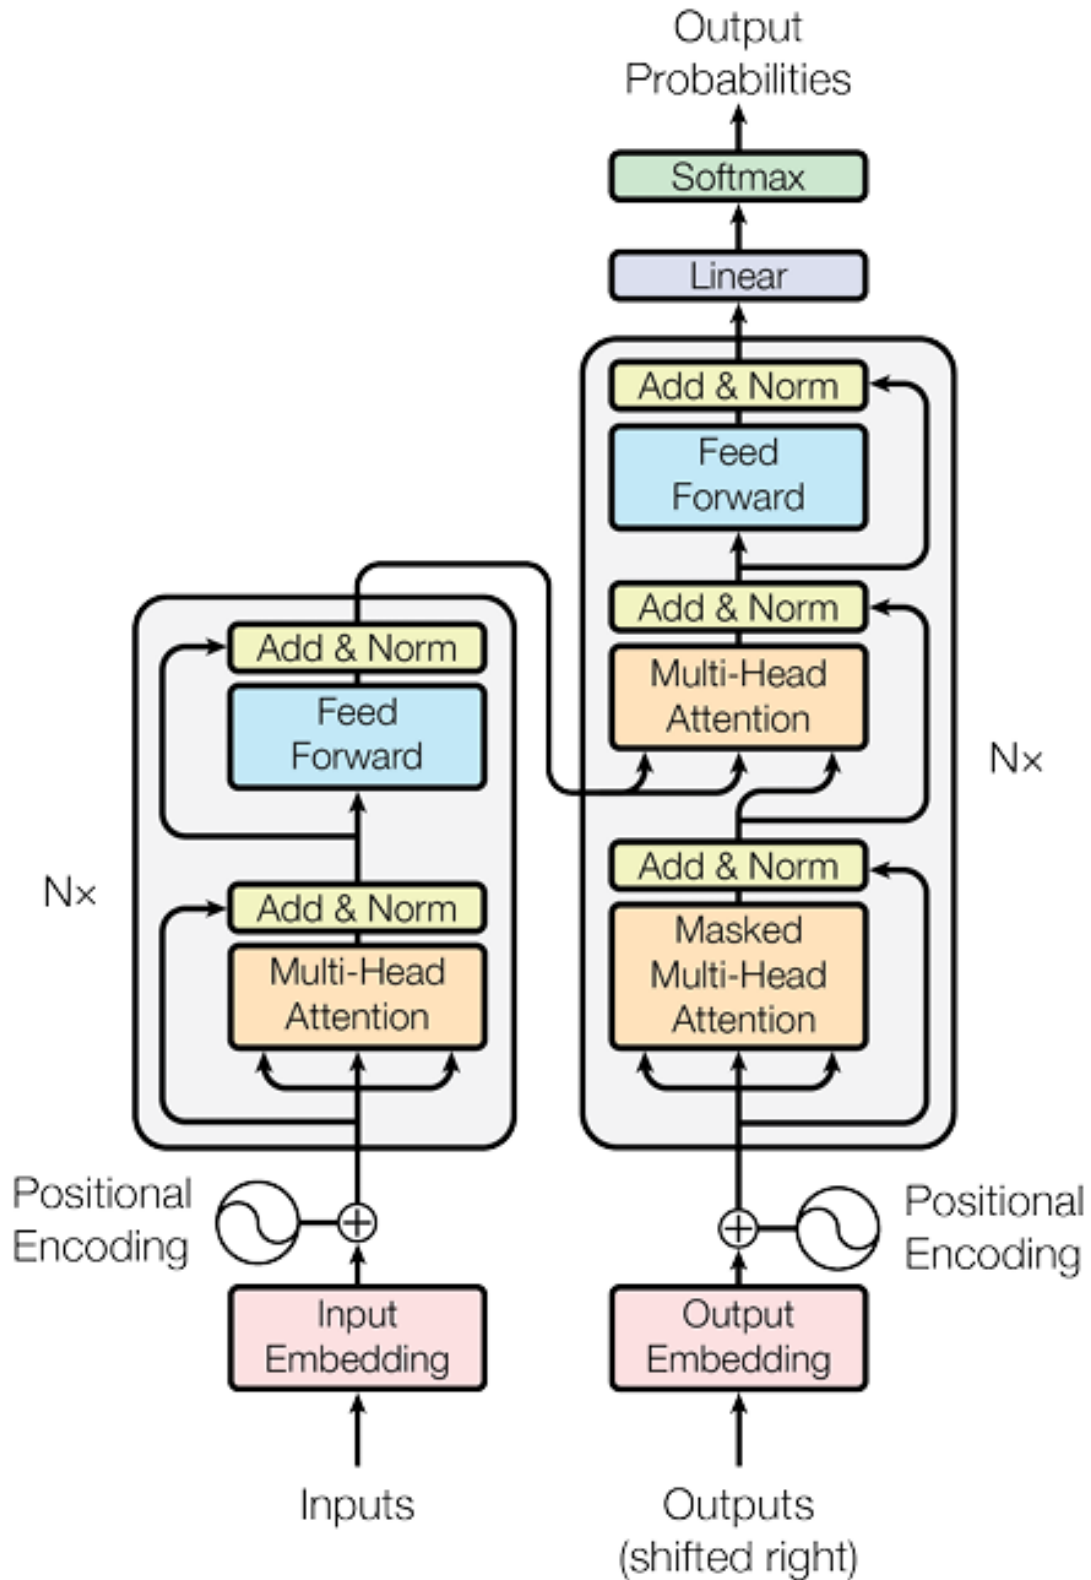 Output
Probabilities
Softmax
Linear
Add & Norm
Feed
Forward
Add & Norm
Multi-Head
Attention
Nx
Add & Norm
Masked
Multi-Head
Attention
Add & Norm
Feed
Forward
Nx
Add & Norm
Multi-Head
Attention
Positional
Encoding
Positional
Encoding
Input
Embedding
Output
Embedding
Inputs
Outputs
(shifted right)